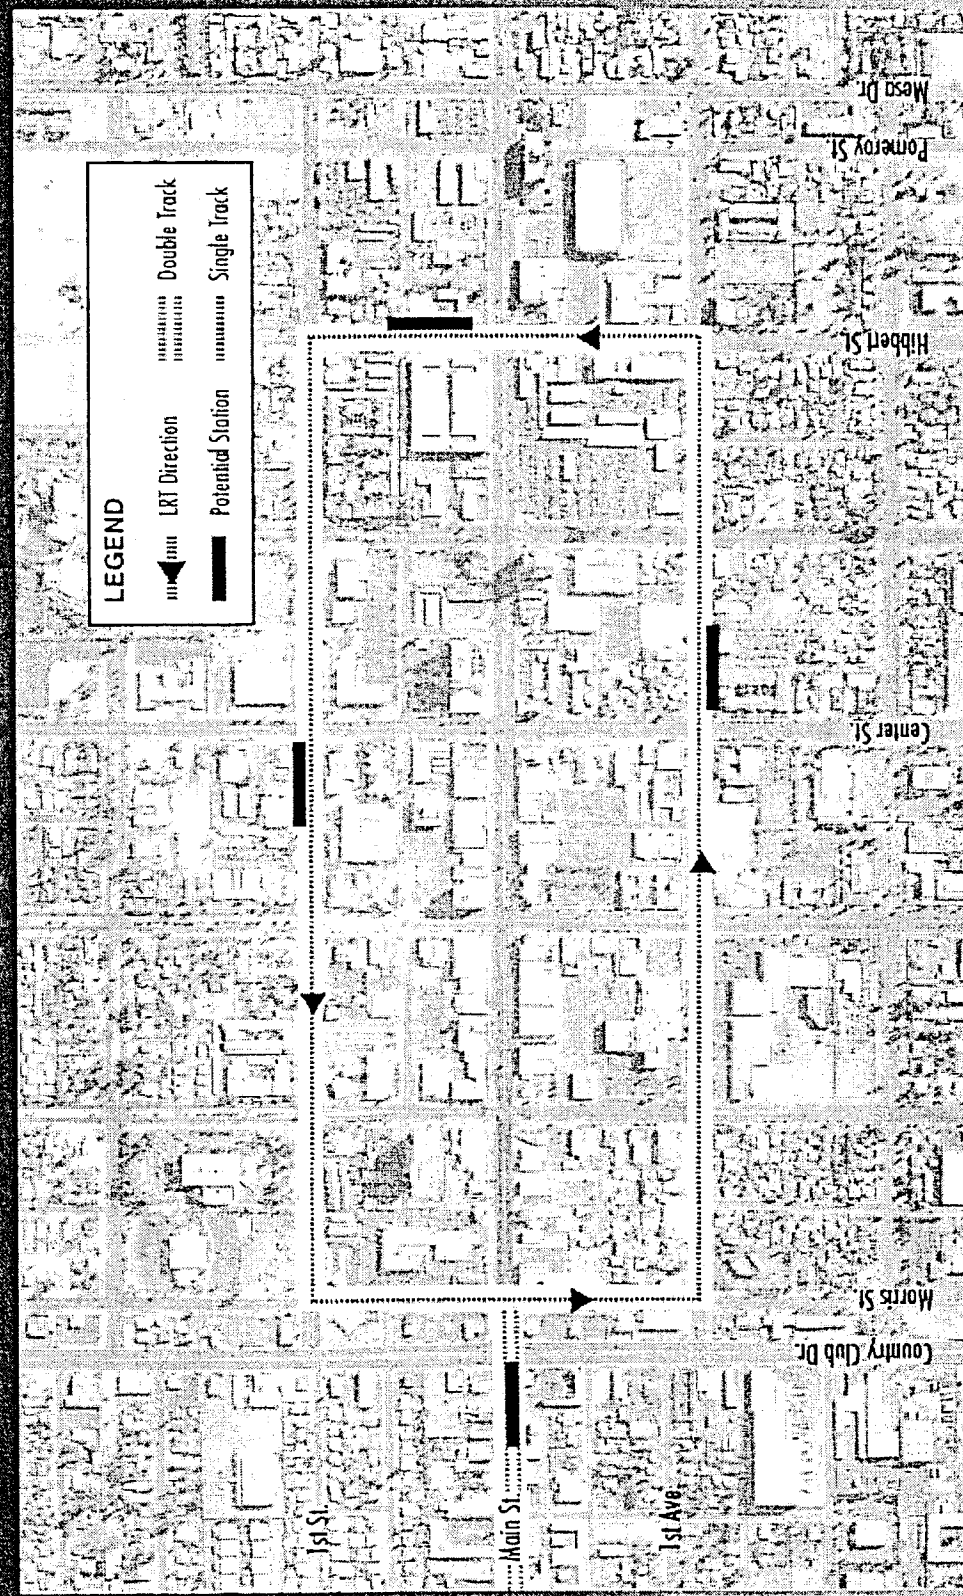 LEGEND
LRT Direction
Double Track
Potential Station
Single Track
1st St.
Main St.
1st Ave.
Country Club Dr.
Morris St.
Center St.
Hibbert St.
Pomeroy St.
Mesa Dr.